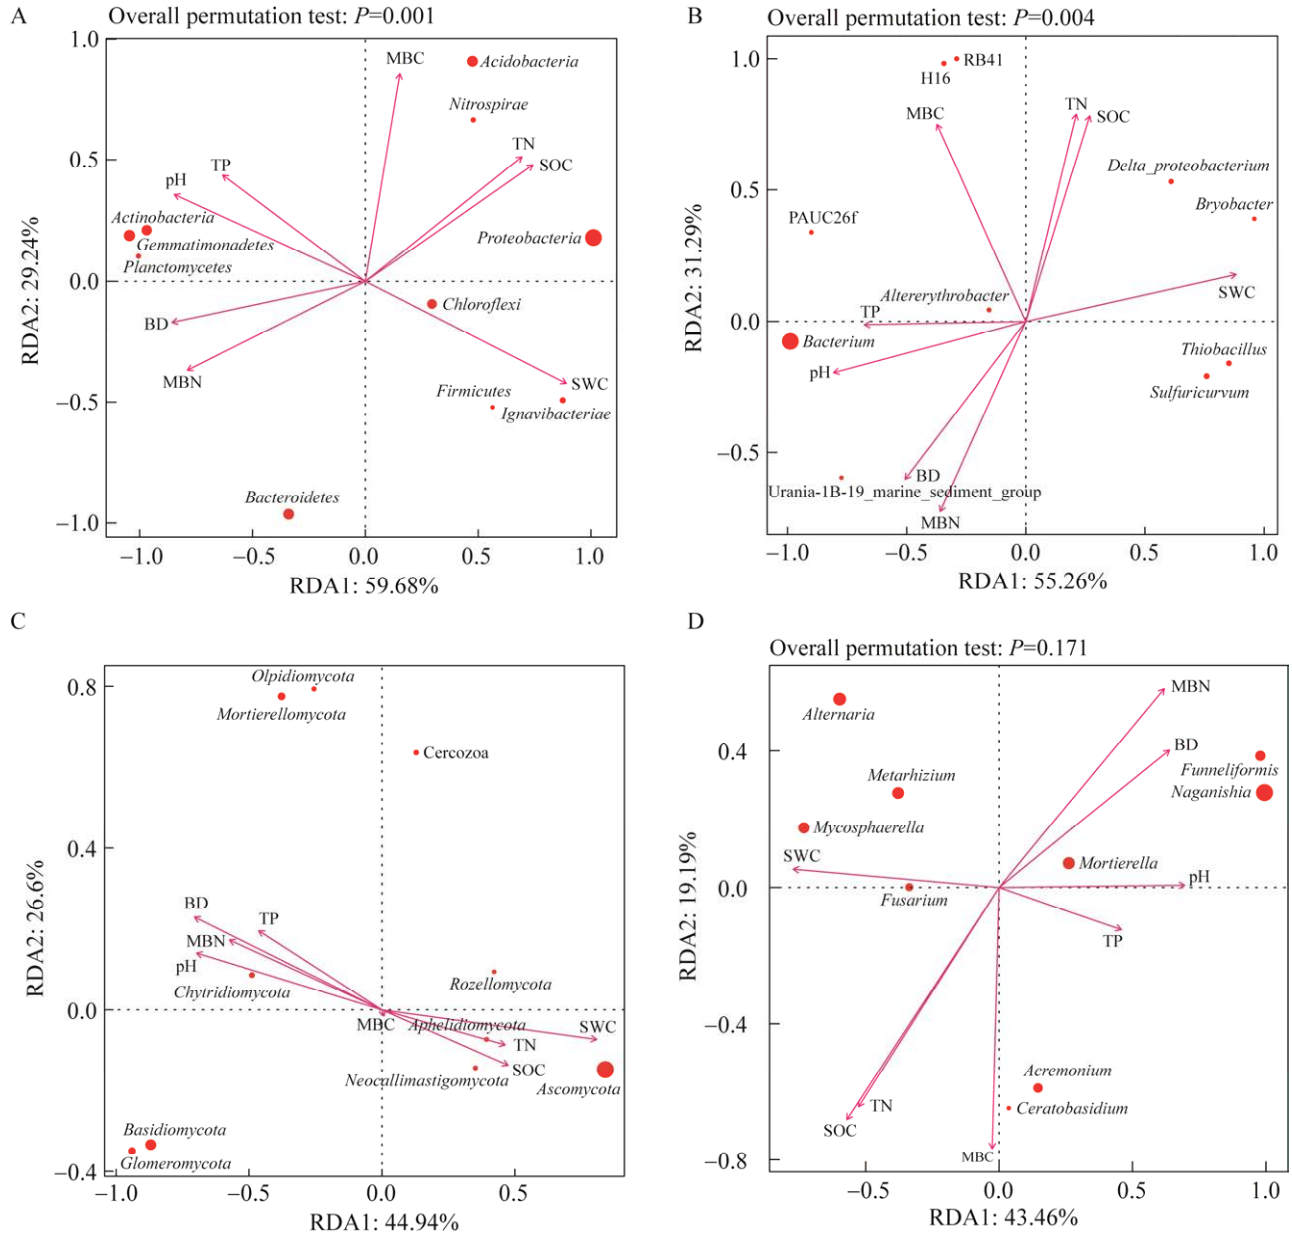 A
Overall permutation test: P=0.001
1.0
0.5
0.0
−0.5
−1.0
RDA2: 29.24%
MBC
Acidobacteria
Nitrospirae
TN
SOC
TP
pH
Actinobacteria
Gemmatimonadetes
Planctomycetes
Proteobacteria
Chloroflexi
BD
MBN
SWC
Firmicutes
Ignavibacteriae
Bacteroidetes
−1.0 −0.5 0.0 0.5 1.0
RDA1: 59.68%
B
Overall permutation test: P=0.004
1.0
0.5
0.0
−0.5
RDA2: 31.29%
RB41
H16
MBC
TN
SOC
Delta_proteobacterium
Bryobacter
PAUC26f
SWC
Altererythrobacter
TP
Bacterium
pH
Thiobacillus
Sulfuricurvum
BD
Urania-1B-19_marine_sediment_group
MBN
−1.0 −0.5 0.0 0.5 1.0
RDA1: 55.26%
C
0.8
0.4
0.0
−0.4
RDA2: 26.6%
Olpidiomycota
Mortierellomycota
Cercozoa
BD
TP
MBN
pH
Chytridiomycota
Rozellomycota
MBC
Aphelidiomycota
SWC
TN
SOC
Neocallimastigomycota
Ascomycota
Basidiomycota
Glomeromycota
−1.0 −0.5 0.0 0.5
RDA1: 44.94%
D
Overall permutation test: P=0.171
0.4
0.0
−0.4
−0.8
RDA2: 19.19%
MBN
Alternaria
BD
Metarhizium
Funneliformis
Naganishia
Mycosphaerella
SWC
Mortierella
pH
Fusarium
TP
Acremonium
TN
Ceratobasidium
SOC
MBC
−0.5 0.0 0.5 1.0
RDA1: 43.46%